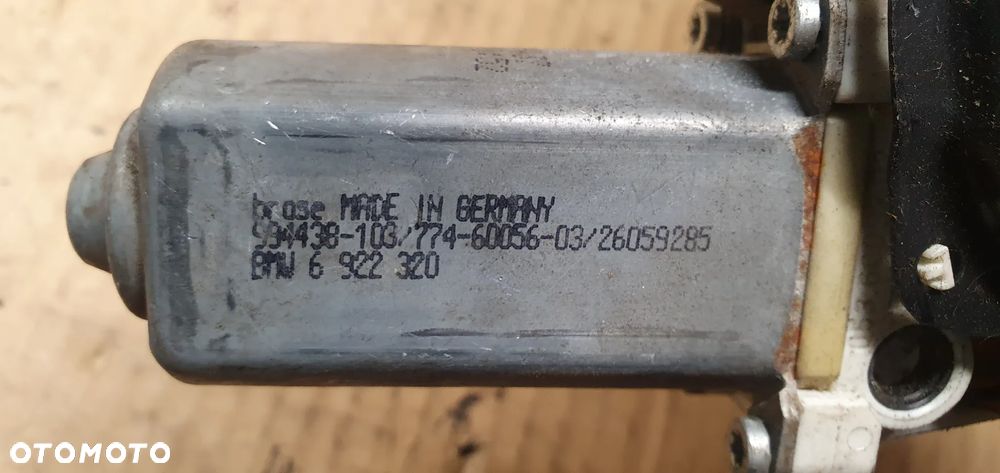 brose MADE IN GERMANY
994438-103/774-60056-03/26059285
BMW 6 922 320
OTOMOTO